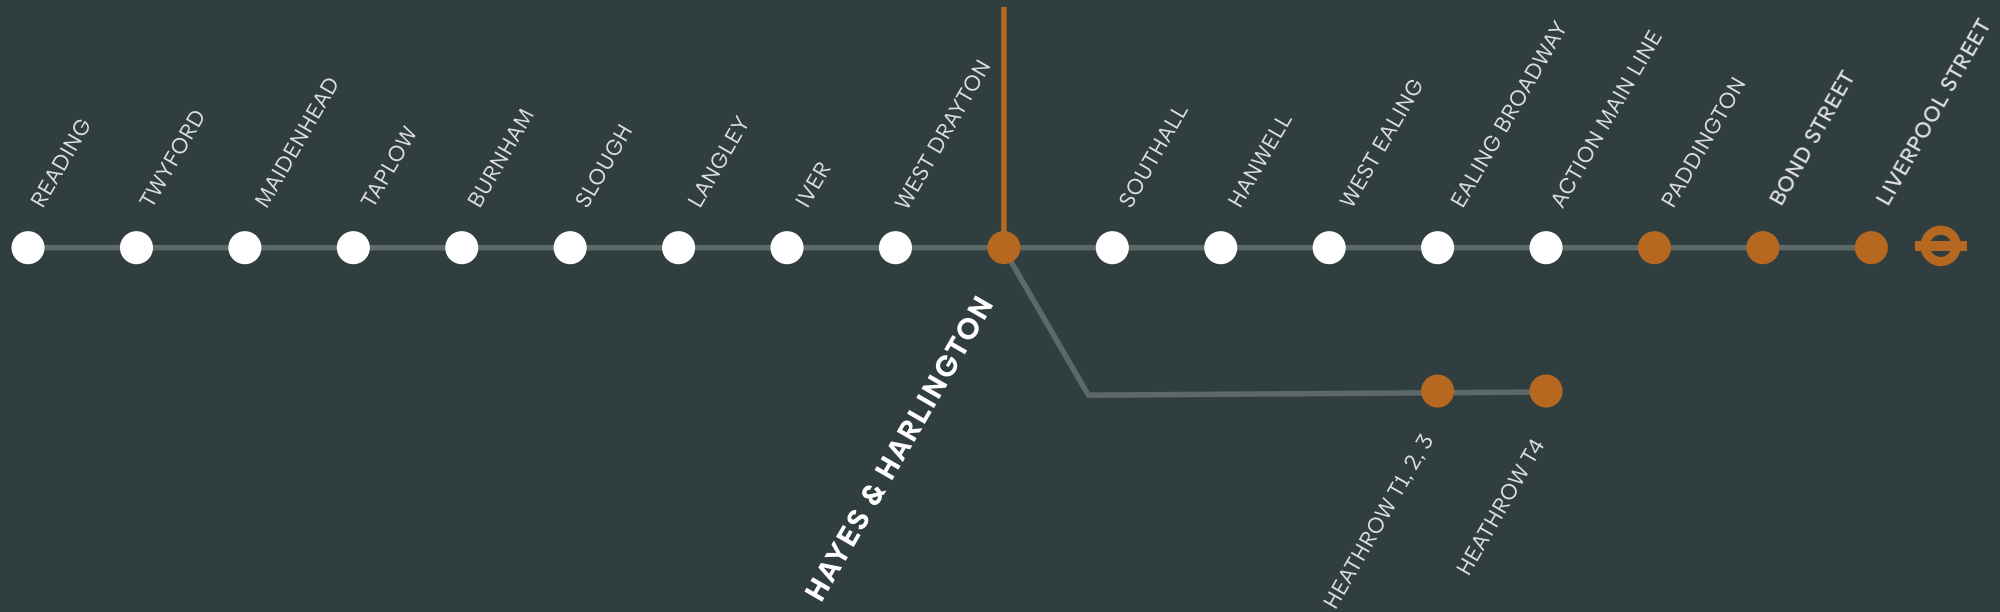 READING
TWYFORD
MAIDENHEAD
TAPLOW
BURNHAM
SLOUGH
LANGLEY
IVER
WEST DRAYTON
HAYES & HARLINGTON
SOUTHALL
HANWELL
WEST EALING
EALING BROADWAY
ACTION MAIN LINE
PADDINGTON
BOND STREET
LIVERPOOL STREET
HEATHROW T1, 2, 3
HEATHROW T4